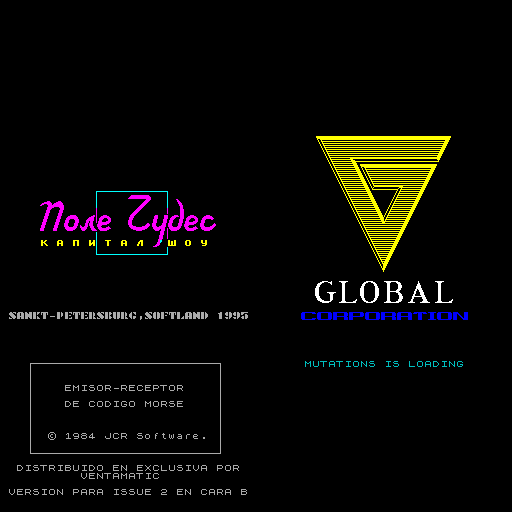 Поле Чудес
КАПИТАЛ ШОУ
SANKT-PETERSBURG,SOFTLAND 1995
GLOBAL
CORPORATION
MUTATIONS IS LOADING
EMISOR-RECEPTOR
DE CODIGO MORSE
© 1984 JCR Software.
DISTRIBUIDO EN EXCLUSIVA POR
VENTAMATIC
VERSION PARA ISSUE 2 EN CARA B